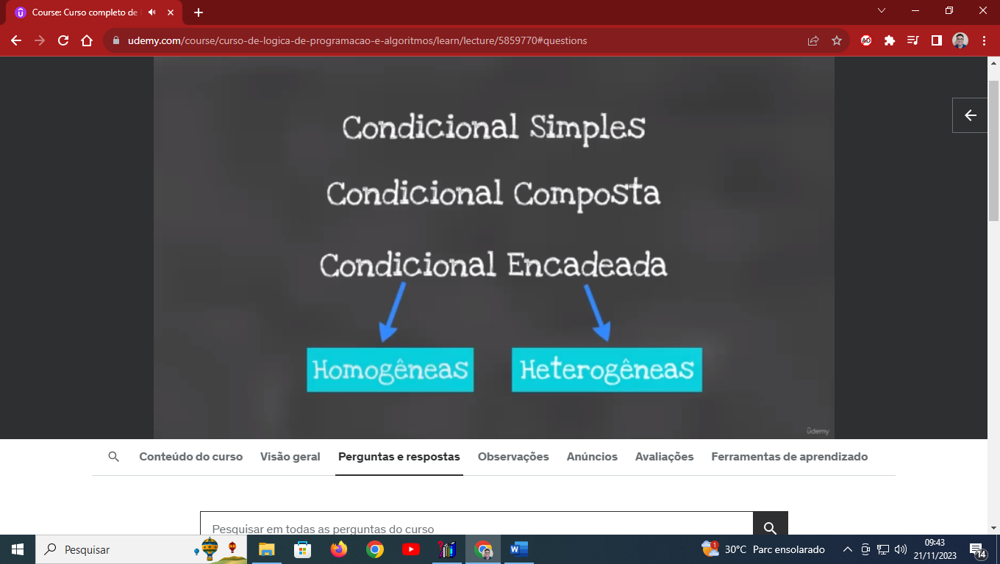 Course: Curso completo de
udemy.com/course/curso-de-logica-de-programacao-e-algoritmos/learn/lecture/5859770#questions
Condicional Simples
Condicional Composta
Condicional Encadeada
Homogêneas Heterogêneas
ûdemy
Conteúdo do curso Visão geral Perguntas e respostas Observações Anúncios Avaliações Ferramentas de aprendizado
Pesquisar em todas as perguntas do curso
Pesquisar
1 30°C Parc ensolarado
09:43
21/11/2023
14